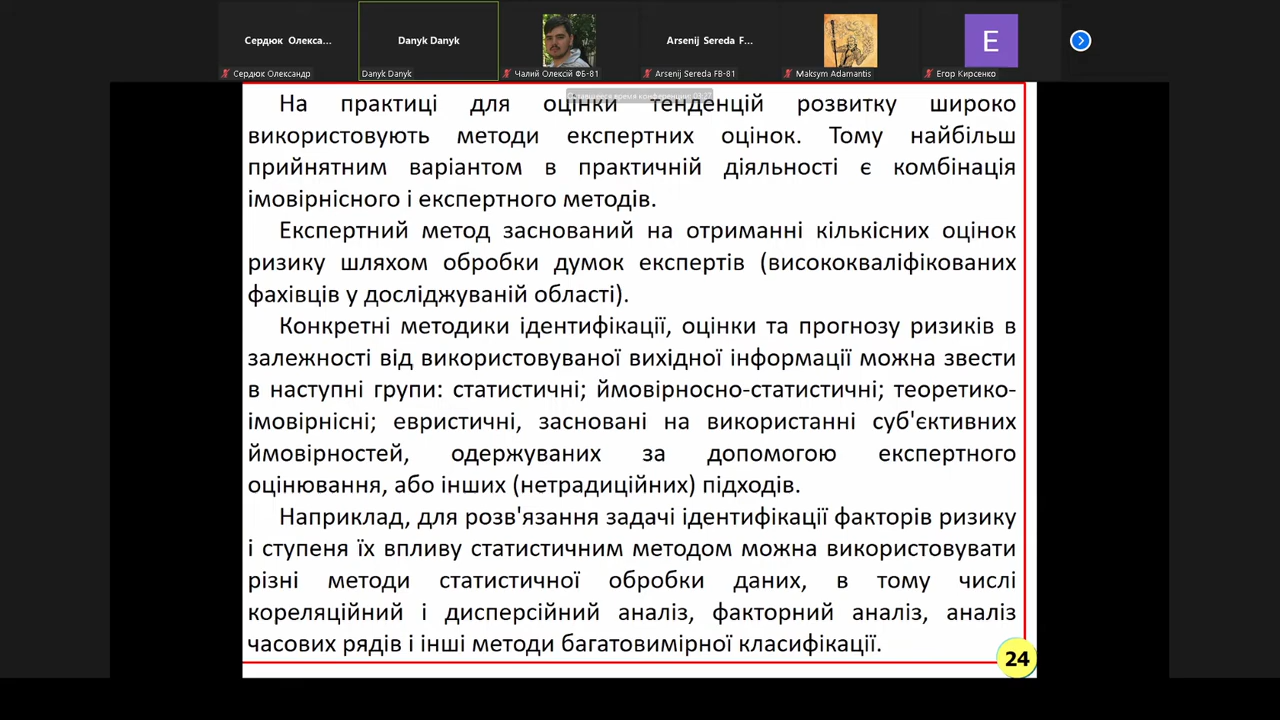 Сердюк Олекса...
Danyk Danyk
Arsenij Sereda F...
E
Сердюк Олександр
Danyk Danyk
Чалий Олексій ФБ-81
Arsenij Sereda FB-81
Maksym Adamantis
Егор Кирсенко
Оставшееся время конференции: 03:27
На практиці для оцінки тенденцій розвитку широко
використовують методи експертних оцінок. Тому найбільш
прийнятним варіантом в практичній діяльності є комбінація
імовірнісного і експертного методів.
Експертний метод заснований на отриманні кількісних оцінок
ризику шляхом обробки думок експертів (висококваліфікованих
фахівців у досліджуваній області).
Конкретні методики ідентифікації, оцінки та прогнозу ризиків в
залежності від використовуваної вихідної інформації можна звести
в наступні групи: статистичні; ймовірносно-статистичні; теоретико-
імовірнісні; евристичні, засновані на використанні суб'єктивних
ймовірностей, одержуваних за допомогою експертного
оцінювання, або інших (нетрадиційних) підходів.
Наприклад, для розв'язання задачі ідентифікації факторів ризику
і ступеня їх впливу статистичним методом можна використовувати
різні методи статистичної обробки даних, в тому числі
кореляційний і дисперсійний аналіз, факторний аналіз, аналіз
часових рядів і інші методи багатовимірної класифікації.
24